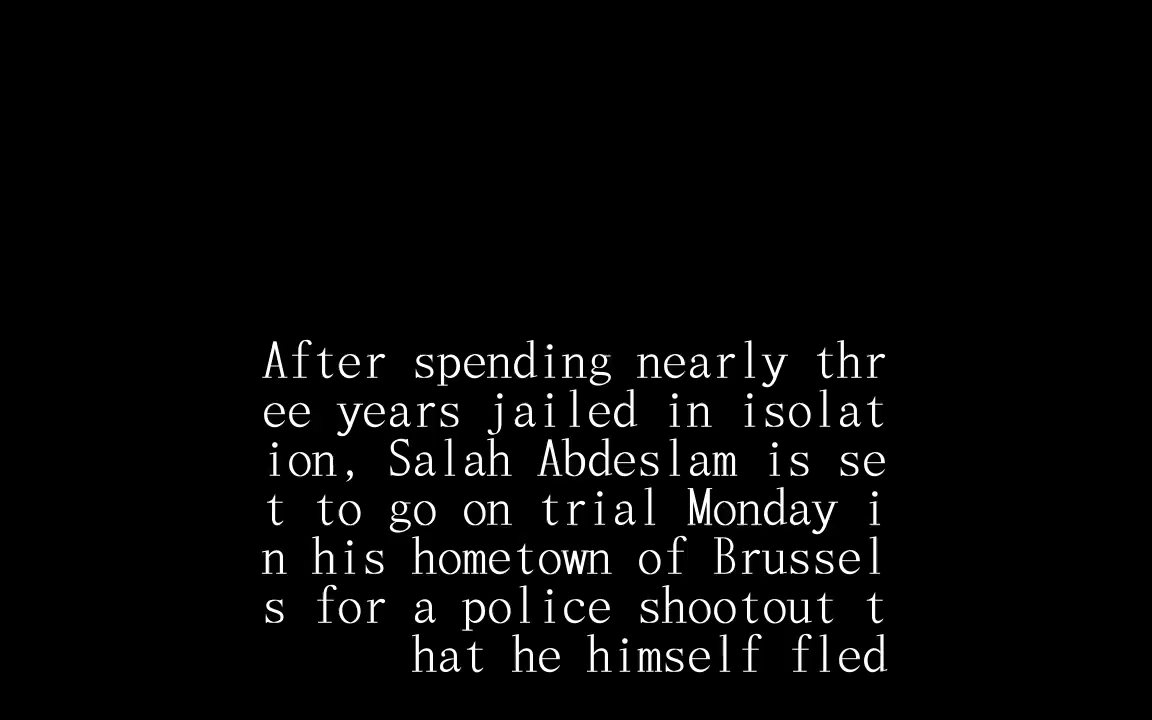 After spending nearly thr
ee years jailed in isolat
ion, Salah Abdeslam is se
t to go on trial Monday i
n his hometown of Brussel
s for a police shootout t
hat he himself fled